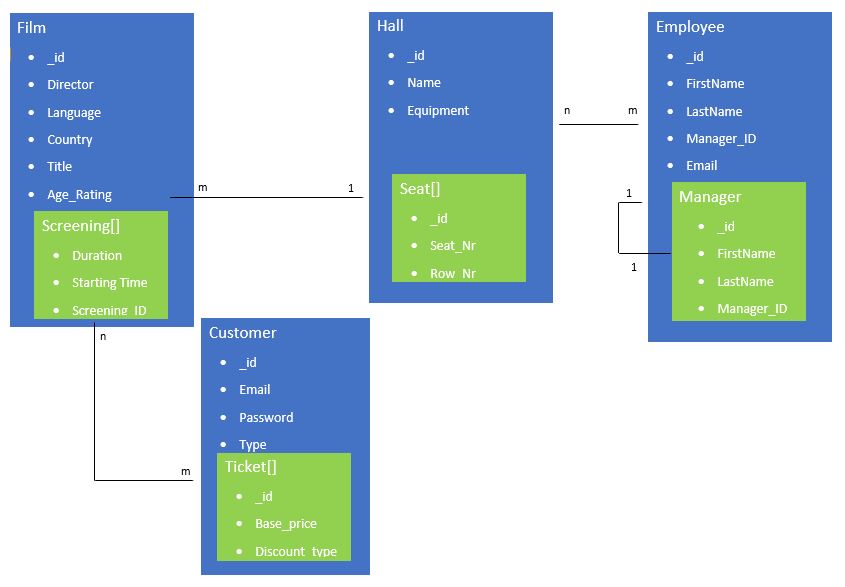 Film
• _id
• Director
• Language
• Country
• Title
• Age_Rating
Screening[]
• Duration
• Starting Time
• Screening_ID
Hall
• _id
• Name
• Equipment
Seat[]
• _id
• Seat_Nr
• Row_Nr
Employee
• _id
• FirstName
• LastName
• Manager_ID
• Email
Manager
• _id
• FirstName
• LastName
• Manager_ID
Customer
• _id
• Email
• Password
• Type
Ticket[]
• _id
• Base_price
• Discount_type
m
1
n
m
1
1
n
m